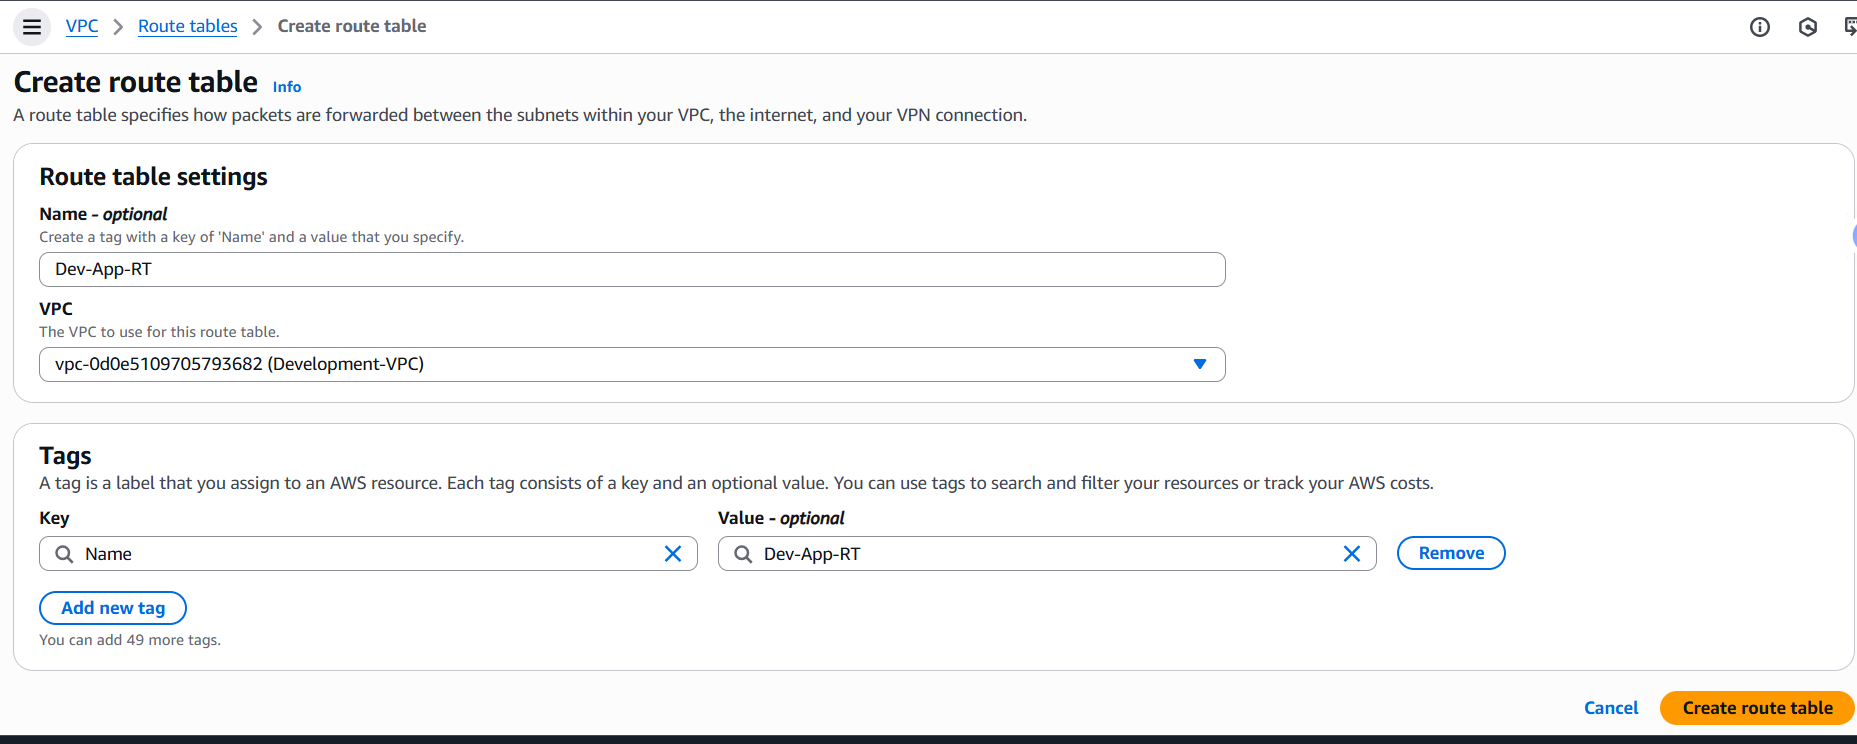 VPC > Route tables > Create route table
Create route table Info
A route table specifies how packets are forwarded between the subnets within your VPC, the internet, and your VPN connection.
Route table settings
Name - optional
Create a tag with a key of 'Name' and a value that you specify.
Dev-App-RT
VPC
The VPC to use for this route table.
vpc-0d0e5109705793682 (Development-VPC)
Tags
A tag is a label that you assign to an AWS resource. Each tag consists of a key and an optional value. You can use tags to search and filter your resources or track your AWS costs.
Key Value - optional
Name Dev-App-RT Remove
Add new tag
You can add 49 more tags.
Cancel Create route table